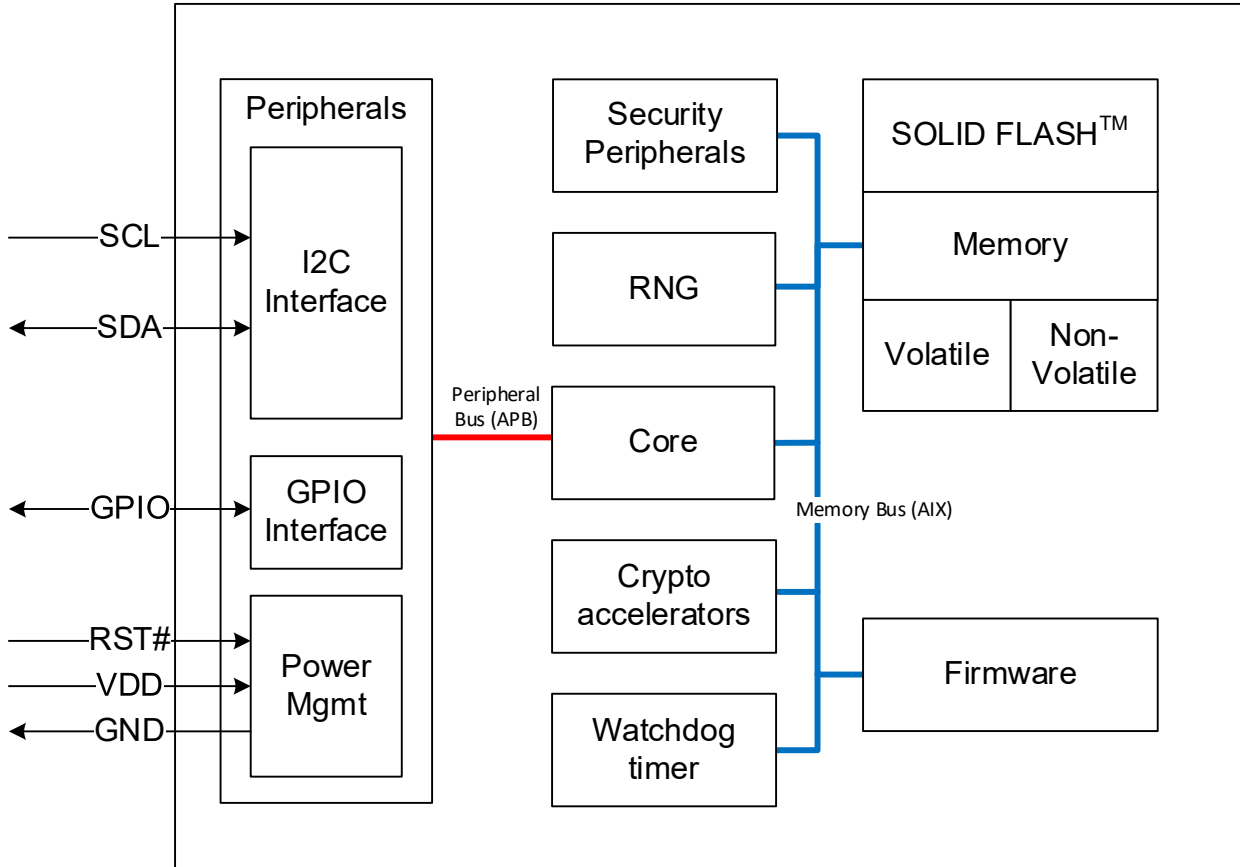 Peripherals
SCL
I2C
Interface
SDA
GPIO
GPIO
Interface
RST#
VDD
GND
Power
Mgmt
Peripheral
Bus (APB)
Security
Peripherals
RNG
Core
Crypto
accelerators
Watchdog
timer
Memory Bus (AIX)
SOLID FLASH™
Memory
Volatile
Non-
Volatile
Firmware